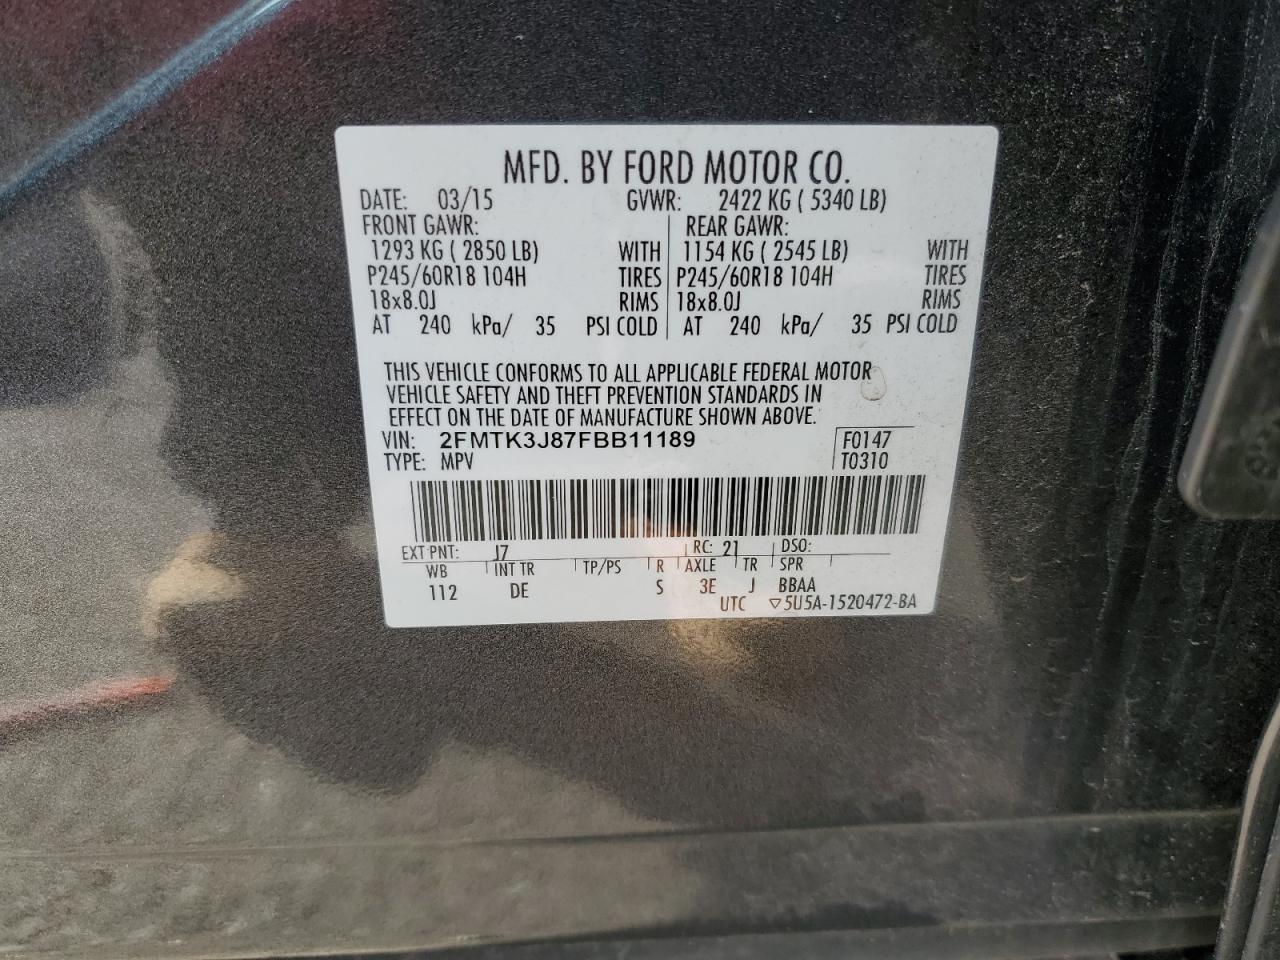 MFD. BY FORD MOTOR CO.
DATE: 03/15 GVWR: 2422 KG ( 5340 LB)
FRONT GAWR: REAR GAWR:
1293 KG ( 2850 LB) WITH 1154 KG ( 2545 LB) WITH
P245/60R18 104H TIRES P245/60R18 104H TIRES
18x8.0J RIMS 18x8.0J RIMS
AT 240 kPa/ 35 PSI COLD AT 240 kPa/ 35 PSI COLD
THIS VEHICLE CONFORMS TO ALL APPLICABLE FEDERAL MOTOR
VEHICLE SAFETY AND THEFT PREVENTION STANDARDS IN
EFFECT ON THE DATE OF MANUFACTURE SHOWN ABOVE.
VIN: 2FMTK3J87FBB11189 F0147
TYPE: MPV T0310
EXT PNT: J7 RC: 21 DSO:
WB INT TR TP/PS R AXLE TR SPR
112 DE S 3E J BBAA
UTC ▽5U5A-1520472-BA